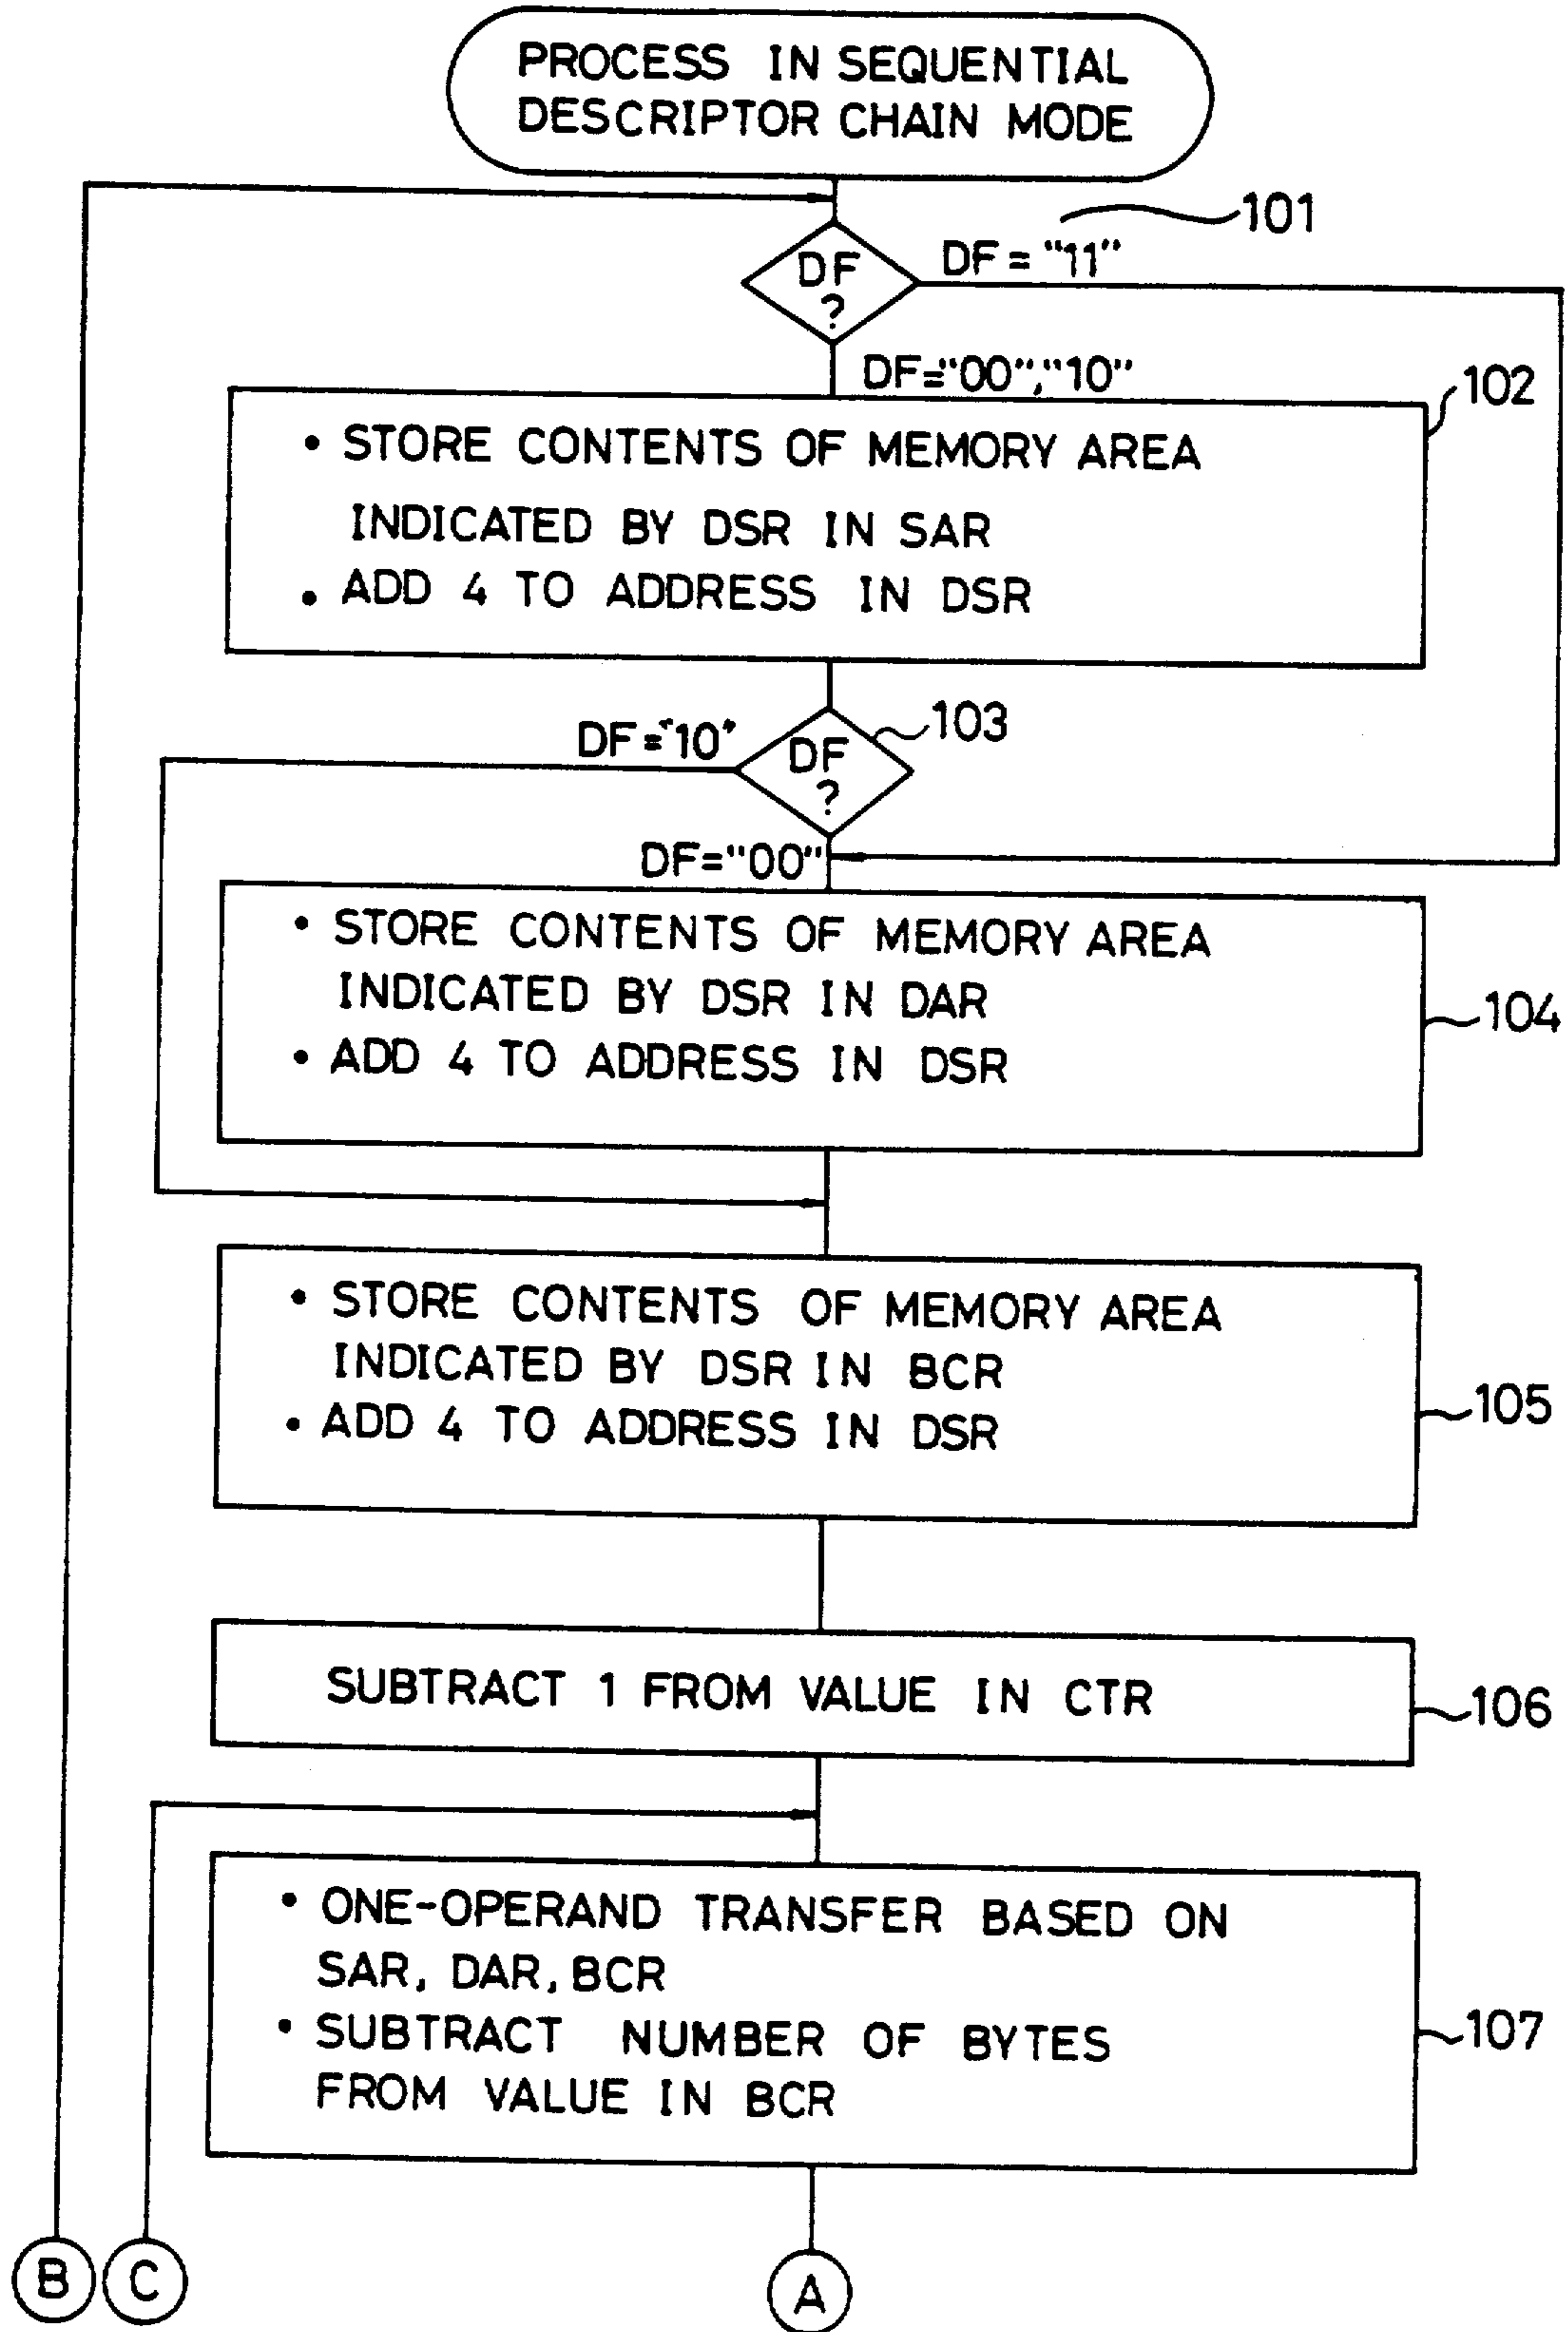 PROCESS IN SEQUENTIAL
DESCRIPTOR CHAIN MODE
101
DF
?
DF = "11"
DF="00","10"
102
• STORE CONTENTS OF MEMORY AREA
INDICATED BY DSR IN SAR
• ADD 4 TO ADDRESS IN DSR
DF="10"
103
DF
?
DF="00"
• STORE CONTENTS OF MEMORY AREA
INDICATED BY DSR IN DAR
• ADD 4 TO ADDRESS IN DSR
104
• STORE CONTENTS OF MEMORY AREA
INDICATED BY DSR IN BCR
• ADD 4 TO ADDRESS IN DSR
105
SUBTRACT 1 FROM VALUE IN CTR
106
• ONE-OPERAND TRANSFER BASED ON
SAR, DAR, BCR
• SUBTRACT NUMBER OF BYTES
FROM VALUE IN BCR
107
B
C
A